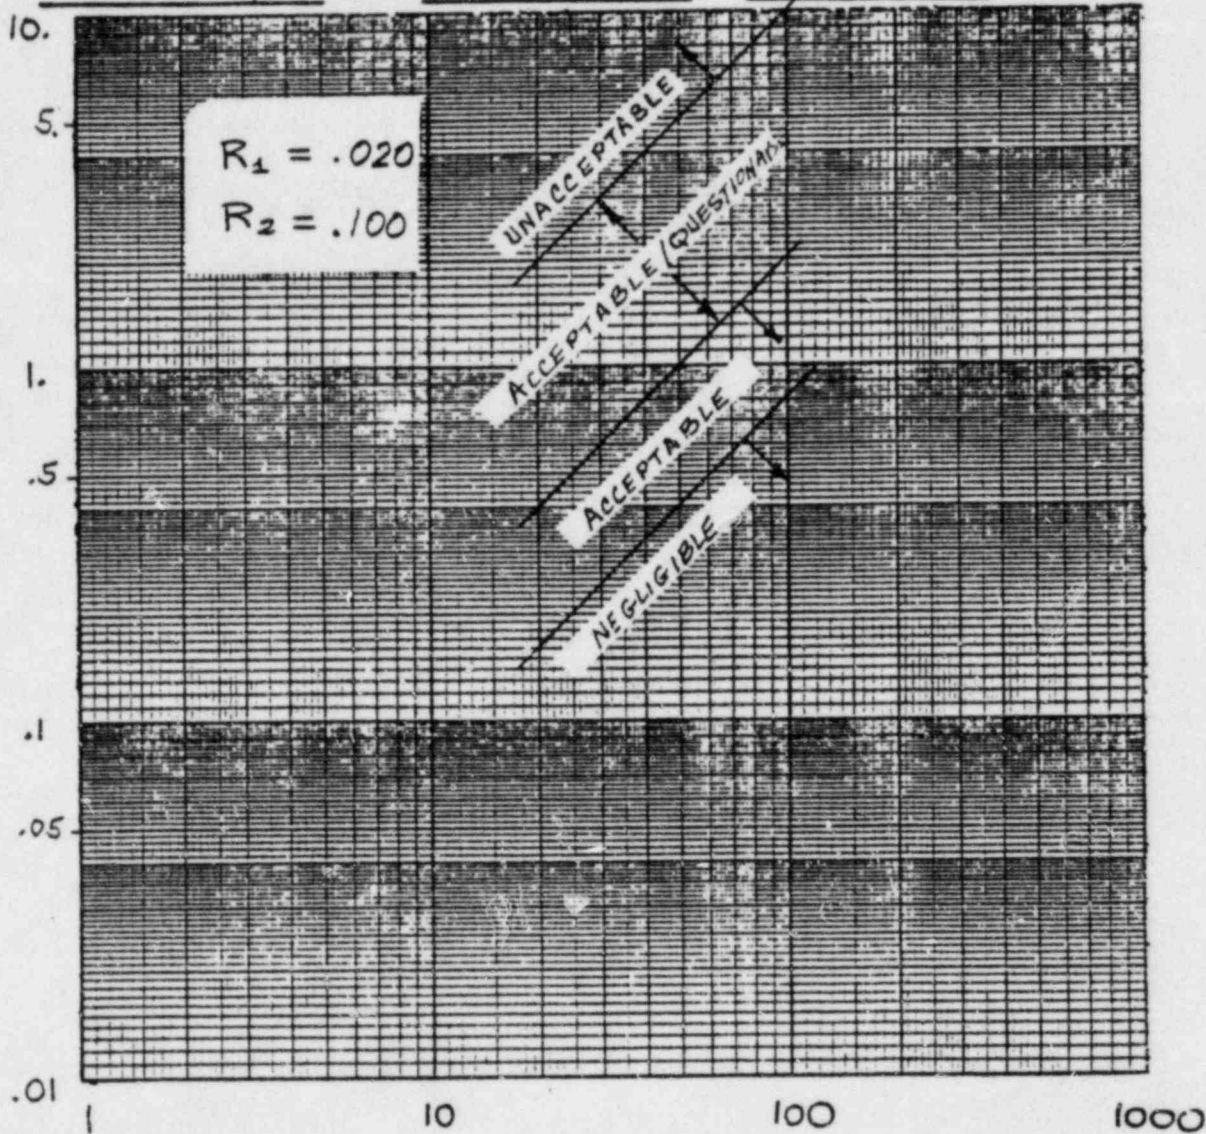 10.
5.
1.
.5
.1
.05
.01
R1 = .020
R2 = .100
UNACCEPTABLE
ACCEPTABLE /
ACCEPTABLE
NEGLIGIBLE
1 10 100 1000